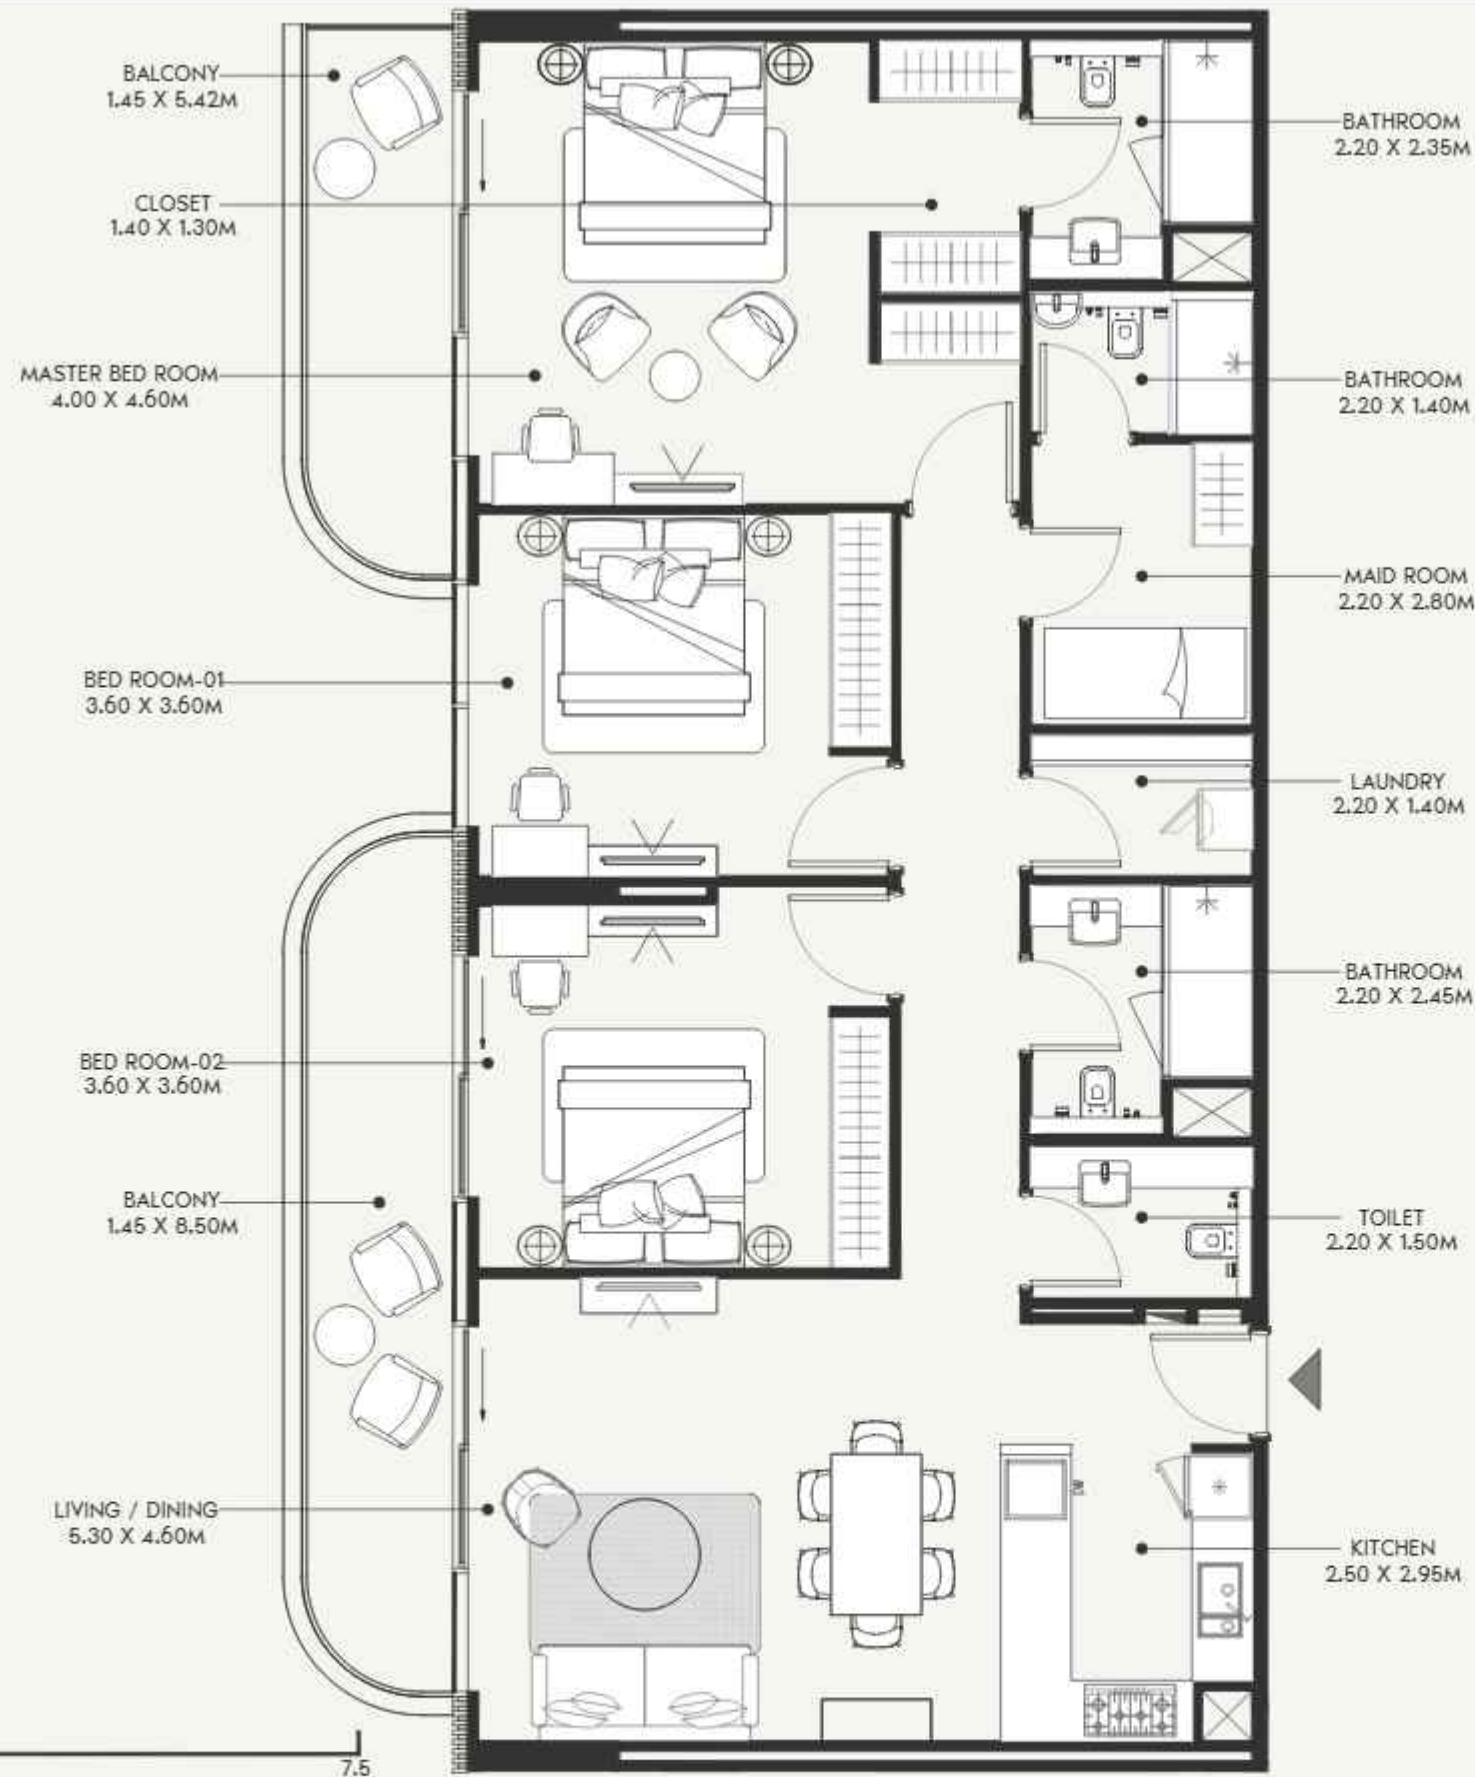 BALCONY
1.45 X 5.42M
CLOSET
1.40 X 1.30M
MASTER BED ROOM
4.00 X 4.60M
BED ROOM-01
3.60 X 3.60M
BED ROOM-02
3.60 X 3.60M
BALCONY
1.45 X 8.50M
LIVING / DINING
5.30 X 4.60M
7.5
BATHROOM
2.20 X 2.35M
BATHROOM
2.20 X 1.40M
MAID ROOM
2.20 X 2.80M
LAUNDRY
2.20 X 1.40M
BATHROOM
2.20 X 2.45M
TOILET
2.20 X 1.50M
DW
KITCHEN
2.50 X 2.95M